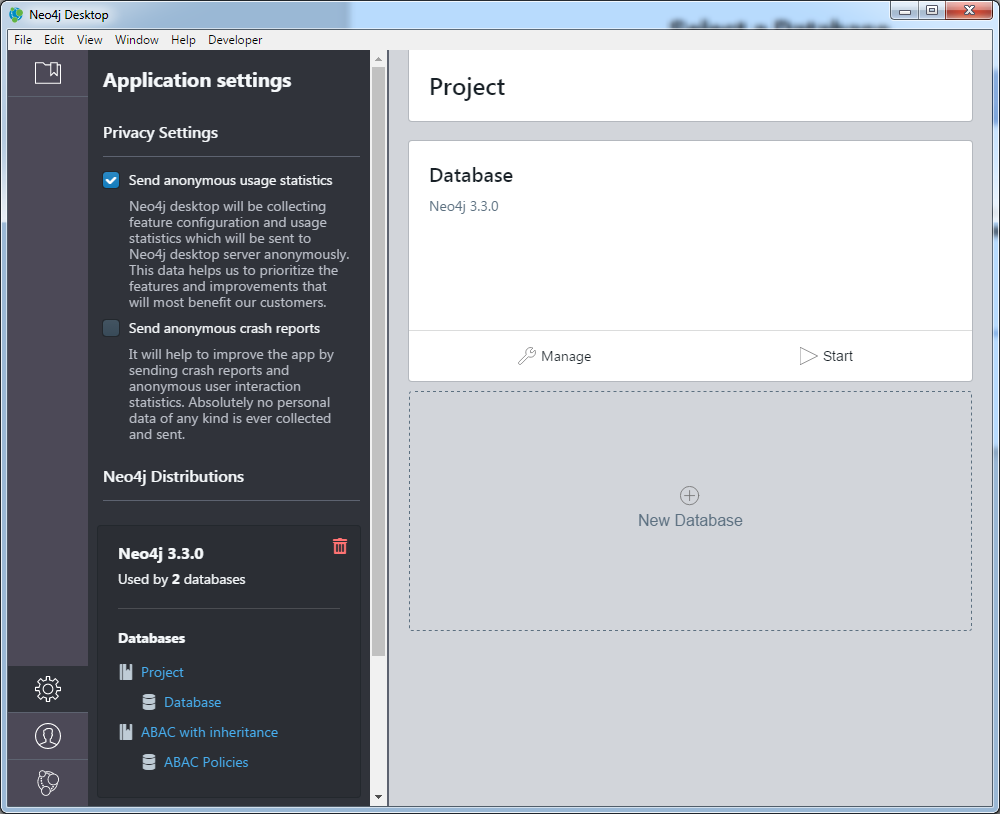 Neo4j Desktop
Select a Database
File Edit View Window Help Developer
Application settings
Privacy Settings
Send anonymous usage statistics
Neo4j desktop will be collecting
feature configuration and usage
statistics which will be sent to
Neo4j desktop server anonymously.
This data helps us to prioritize the
features and improvements that
will most benefit our customers.
Send anonymous crash reports
It will help to improve the app by
sending crash reports and
anonymous user interaction
statistics. Absolutely no personal
data of any kind is ever collected
and sent.
Neo4j Distributions
Neo4j 3.3.0
Used by 2 databases
Databases
Project
Database
ABAC with inheritance
ABAC Policies
Project
Database
Neo4j 3.3.0
Manage
Start
New Database